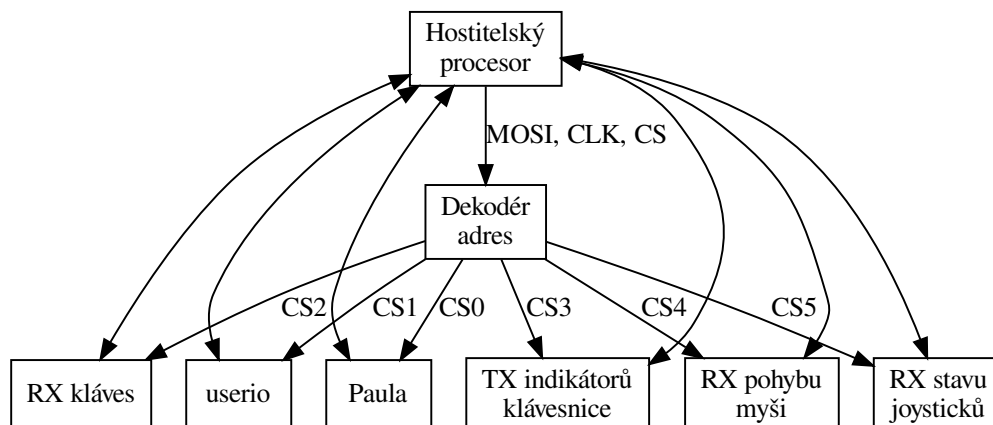 Hostitelský
procesor
MOSI, CLK, CS
Dekodér
adres
CS2
CS1
CS0
CS3
CS4
CS5
RX kláves
userio
Paula
TX indikátorů
klávesnice
RX pohybu
myši
RX stavu
joysticků